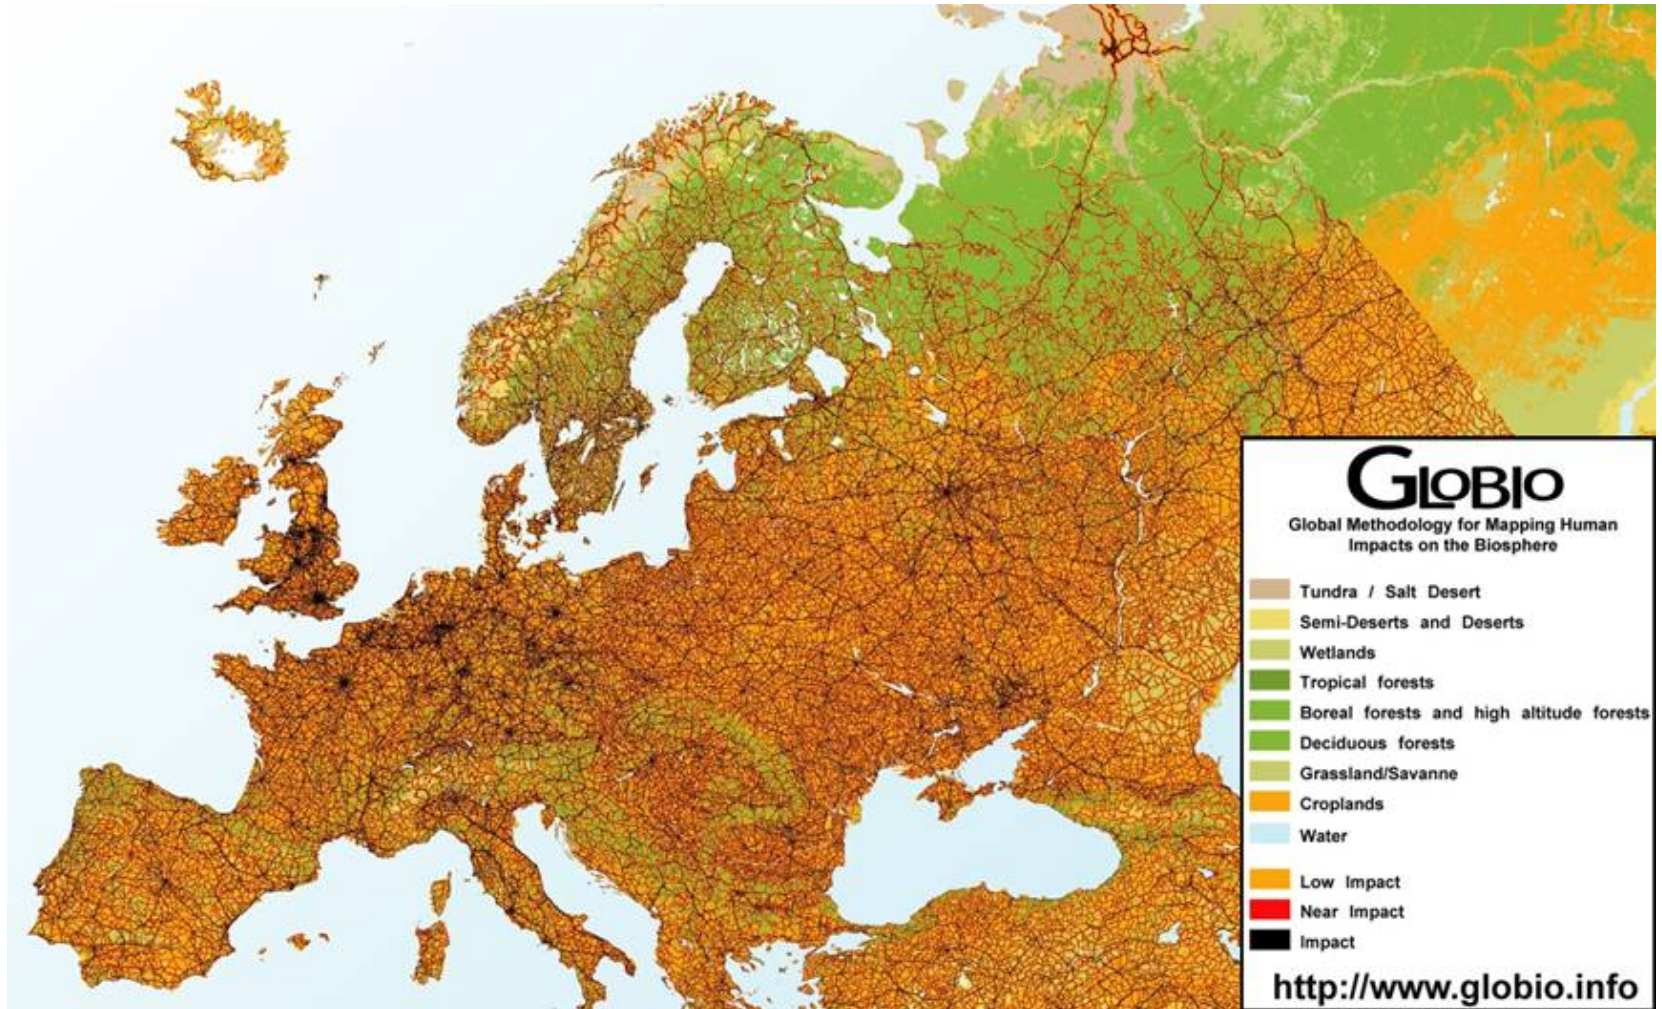 GLOBIO
Global Methodology for Mapping Human
Impacts on the Biosphere
Tundra / Salt Desert
Semi-Deserts and Deserts
Wetlands
Tropical forests
Boreal forests and high altitude forests
Deciduous forests
Grassland/Savanne
Croplands
Water
Low Impact
Near Impact
Impact
http://www.globio.info